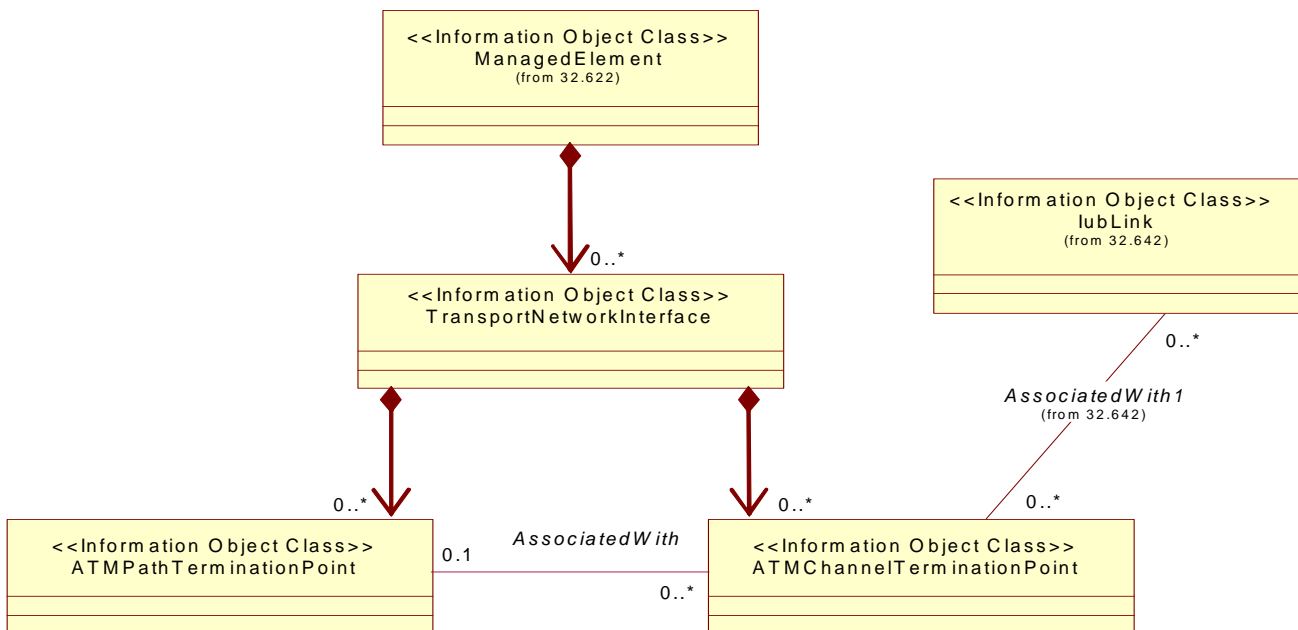 <<Information Object Class>>
ManagedElement
(from 32.622)
<<Information Object Class>>
IubLink
(from 32.642)
0..*
<<Information Object Class>>
TransportNetworkInterface
0..*
AssociatedWith1
(from 32.642)
0..*
0..*
0..*
<<Information Object Class>>
ATMPathTerminationPoint
0.1
AssociatedWith
0..*
<<Information Object Class>>
ATMChannelTerminationPoint